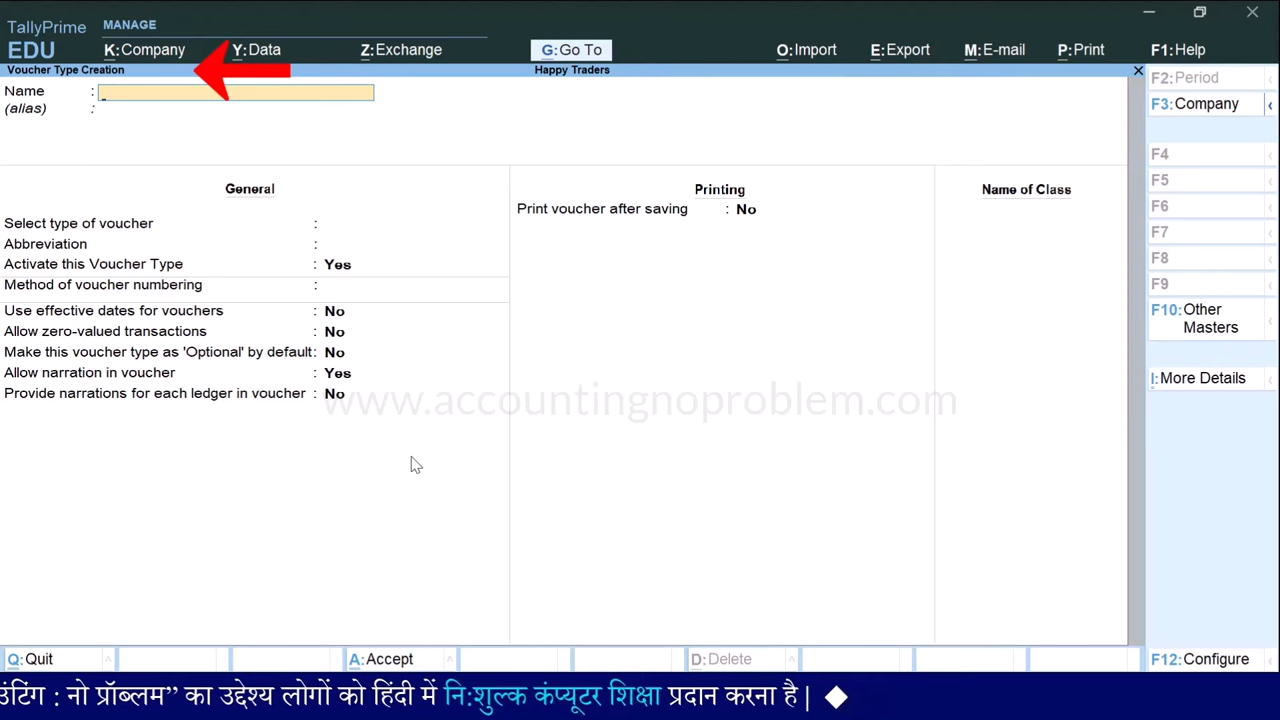 TallyPrime
MANAGE
EDU
K:Company
Y:Data
Z:Exchange
G:Go To
O:Import
E:Export
M:E-mail
P:Print
F1:Help
Voucher Type Creation
Happy Traders
F2:Period
F3:Company
Name :
(alias) :
F4
F5
F6
F7
F8
F9
F10:Other Masters
I:More Details
General
Printing
Name of Class
Select type of voucher :
Print voucher after saving : No
Abbreviation :
Activate this Voucher Type : Yes
Method of voucher numbering :
Use effective dates for vouchers : No
Allow zero-valued transactions : No
Make this voucher type as 'Optional' by default : No
Allow narration in voucher : Yes
Provide narrations for each ledger in voucher : No
www.accountingnoproblem.com
Q:Quit
A:Accept
D:Delete
F12:Configure
उंटिंग : नो प्रॉब्लम” का उद्देश्य लोगों को हिंदी में नि:शुल्क कंप्यूटर शिक्षा प्रदान करना है |